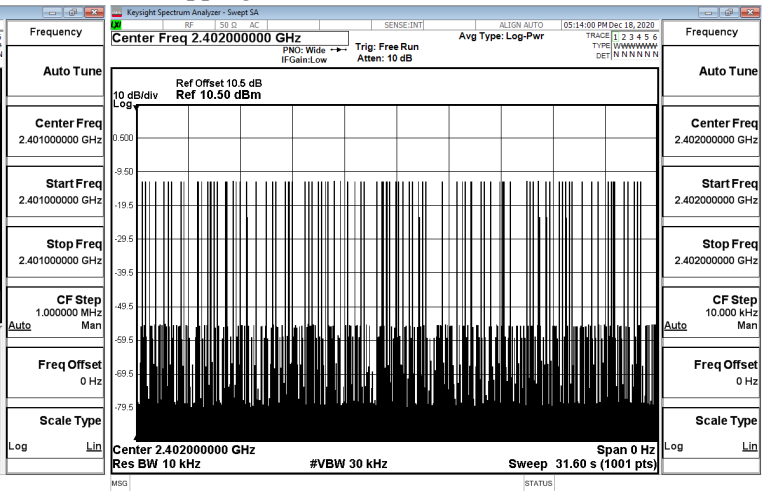 Frequency
Auto Tune
Center Freq
2.401000000 GHz
Start Freq
2.401000000 GHz
Stop Freq
2.401000000 GHz
CF Step
1.000000 MHz
Auto Man
Freq Offset
0 Hz
Scale Type
Log Lin
Keysight Spectrum Analyzer - Swept SA
RF 50 Ω AC SENSE:INT ALIGN AUTO 05:14:00 PM Dec 18, 2020
Center Freq 2.402000000 GHz
PNO: Wide
IFGain:Low
Trig: Free Run
Atten: 10 dB
Avg Type: Log-Pwr
TRACE 1 2 3 4 5 6
TYPE WWWWWW
DET N N N N N N
Ref Offset 10.5 dB
10 dB/div Ref 10.50 dBm
Log
0.500
-9.50
-19.5
-29.5
-39.5
-49.5
-59.5
-69.5
-79.5
Center 2.402000000 GHz Span 0 Hz
Res BW 10 kHz #VBW 30 kHz Sweep 31.60 s (1001 pts)
MSG STATUS
Frequency
Auto Tune
Center Freq
2.402000000 GHz
Start Freq
2.402000000 GHz
Stop Freq
2.402000000 GHz
CF Step
10.000 kHz
Auto Man
Freq Offset
0 Hz
Scale Type
Log Lin